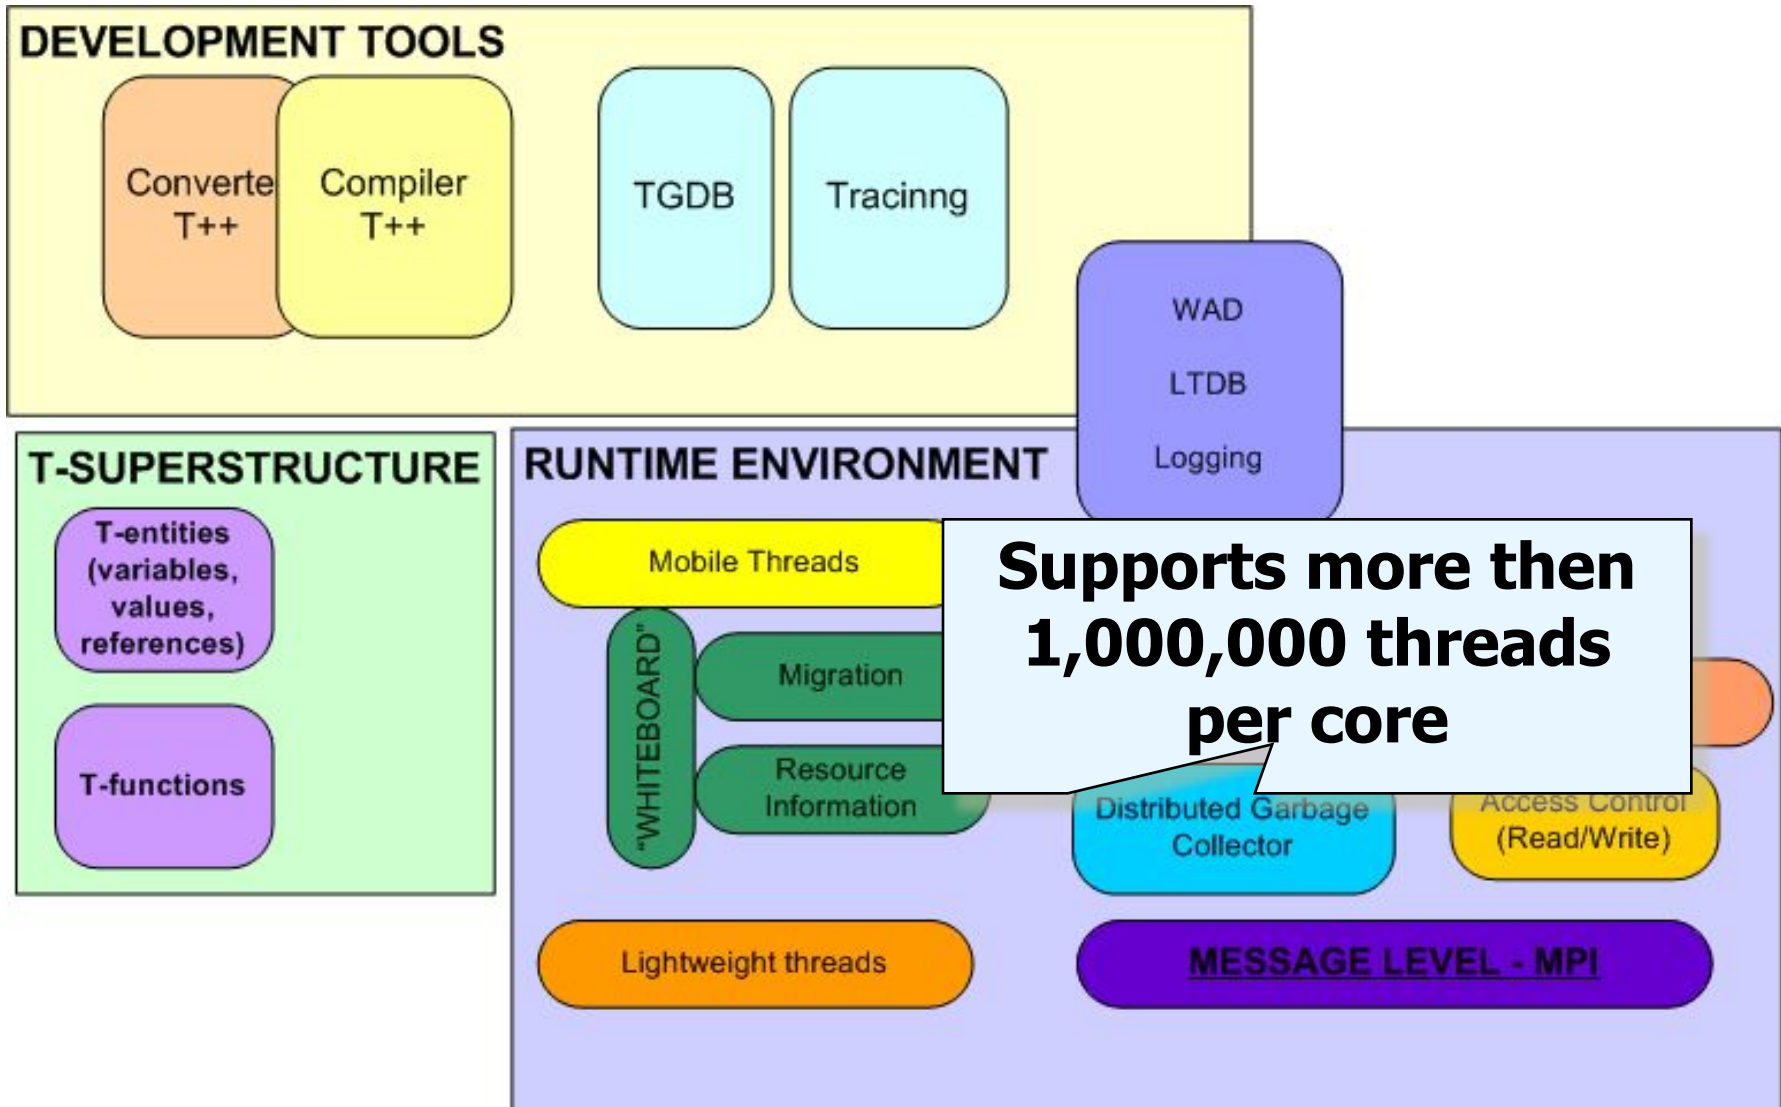 DEVELOPMENT TOOLS
Converte
T++
Compiler
T++
TGDB
Tracinng
WAD
LTDB
Logging
T-SUPERSTRUCTURE
T-entities
(variables,
values,
references)
T-functions
RUNTIME ENVIRONMENT
Mobile Threads
"WHITEBOARD"
Migration
Resource
Information
Supports more then
1,000,000 threads
per core
Distributed Garbage
Collector
Access Control
(Read/Write)
Lightweight threads
MESSAGE LEVEL - MPI